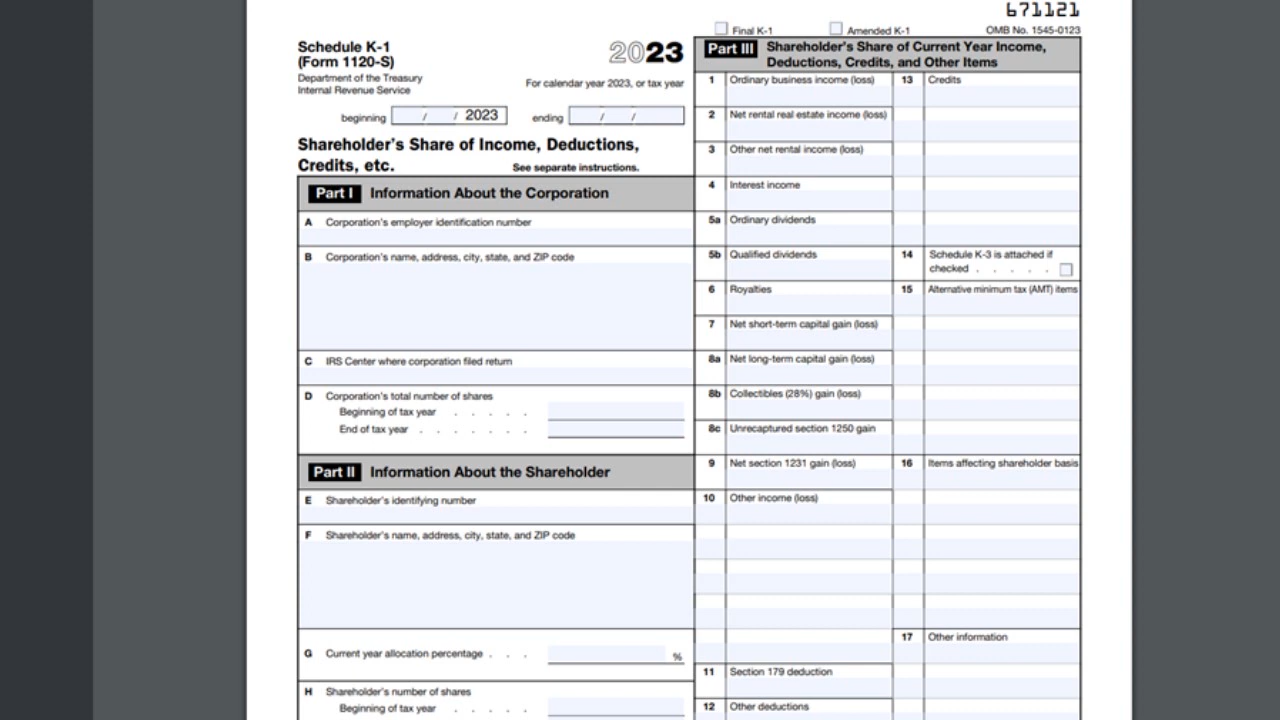 671121
Final K-1
Amended K-1
OMB No. 1545-0123
Schedule K-1
(Form 1120-S)
2023
Department of the Treasury
Internal Revenue Service
For calendar year 2023, or tax year
beginning / / 2023 ending / /
Shareholder's Share of Income, Deductions,
Credits, etc.
See separate instructions.
Part I Information About the Corporation
A Corporation's employer identification number
B Corporation's name, address, city, state, and ZIP code
C IRS Center where corporation filed return
D Corporation's total number of shares
Beginning of tax year . . . . .
End of tax year . . . . . . .
Part II Information About the Shareholder
E Shareholder's identifying number
F Shareholder's name, address, city, state, and ZIP code
G Current year allocation percentage . . . %
H Shareholder's number of shares
Beginning of tax year . . . . .
Part III Shareholder's Share of Current Year Income,
Deductions, Credits, and Other Items
1 Ordinary business income (loss)
2 Net rental real estate income (loss)
3 Other net rental income (loss)
4 Interest income
5a Ordinary dividends
5b Qualified dividends
6 Royalties
7 Net short-term capital gain (loss)
8a Net long-term capital gain (loss)
8b Collectibles (28%) gain (loss)
8c Unrecaptured section 1250 gain
9 Net section 1231 gain (loss)
10 Other income (loss)
11 Section 179 deduction
12 Other deductions
13 Credits
14 Schedule K-3 is attached if
checked . . . . .
15 Alternative minimum tax (AMT) items
16 Items affecting shareholder basis
17 Other information